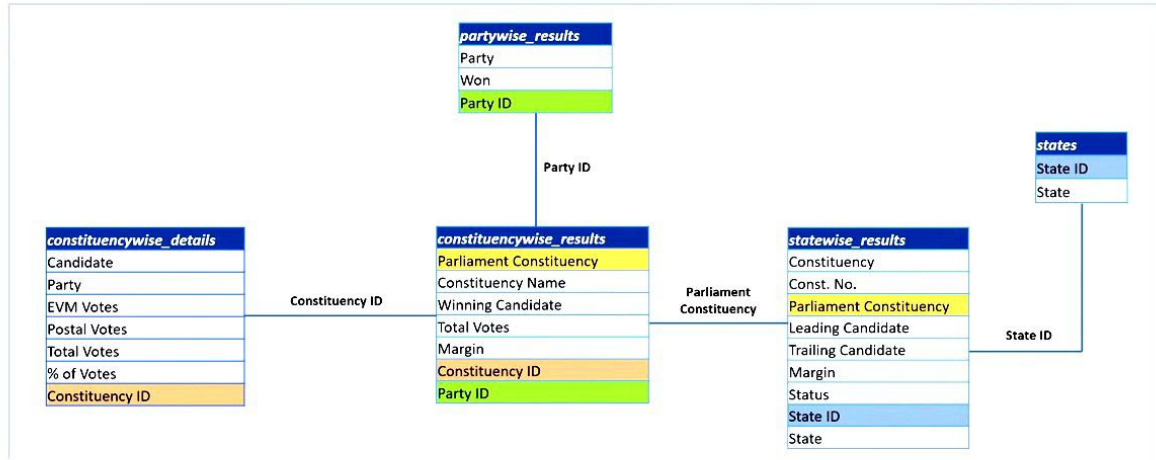 partywise_results
Party
Won
Party ID
Party ID
states
State ID
State
constituencywise_details
Candidate
Party
EVM Votes
Postal Votes
Total Votes
% of Votes
Constituency ID
Constituency ID
constituencywise_results
Parliament Constituency
Constituency Name
Winning Candidate
Total Votes
Margin
Constituency ID
Party ID
Parliament
Constituency
statewise_results
Constituency
Const. No.
Parliament Constituency
Leading Candidate
Trailing Candidate
Margin
Status
State ID
State
State ID